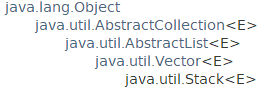 java.lang.Object
java.util.AbstractCollection<E>
java.util.AbstractList<E>
java.util.Vector<E>
java.util.Stack<E>